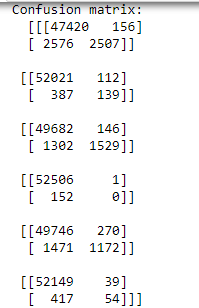 Confusion matrix:
[[[47420 156]
[ 2576 2507]]
[[52021 112]
[ 387 139]]
[[49682 146]
[ 1302 1529]]
[[52506 1]
[ 152 0]]
[[49746 270]
[ 1471 1172]]
[[52149 39]
[ 417 54]]]